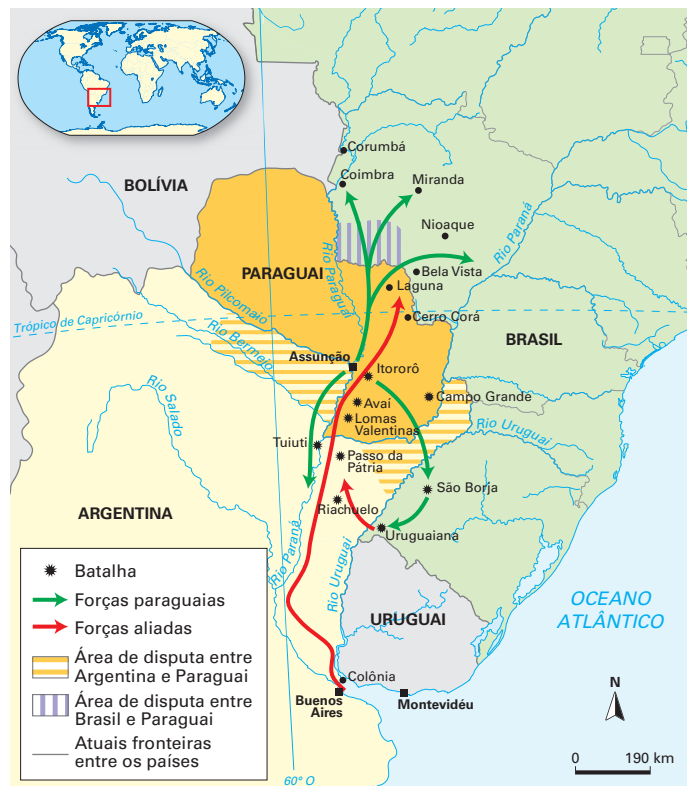 Corumbá
Coimbra
Miranda
BOLÍVIA
Nioaque
Rio Paraná
PARAGUAI
Rio Paraguai
Bela Vista
Laguna
Rio Pilcomaio
Trópico de Capricórnio
Cerro Corá
Rio Bermejo
BRASIL
Assunção
Itororô
Rio Salado
Avaí
Campo Grande
Lomas
Valentinas
Rio Uruguai
Tuiuti
Passo da
Pátria
São Borja
Riachuelo
ARGENTINA
Uruguaiana
Rio Paraná
Rio Uruguai
Batalha
Forças paraguaias
Forças aliadas
Área de disputa entre
Argentina e Paraguai
Área de disputa entre
Brasil e Paraguai
Atuais fronteiras
entre os países
URUGUAI
OCEANO
ATLÂNTICO
Colônia
Buenos
Aires
Montevidéu
N
0 190 km
60° O